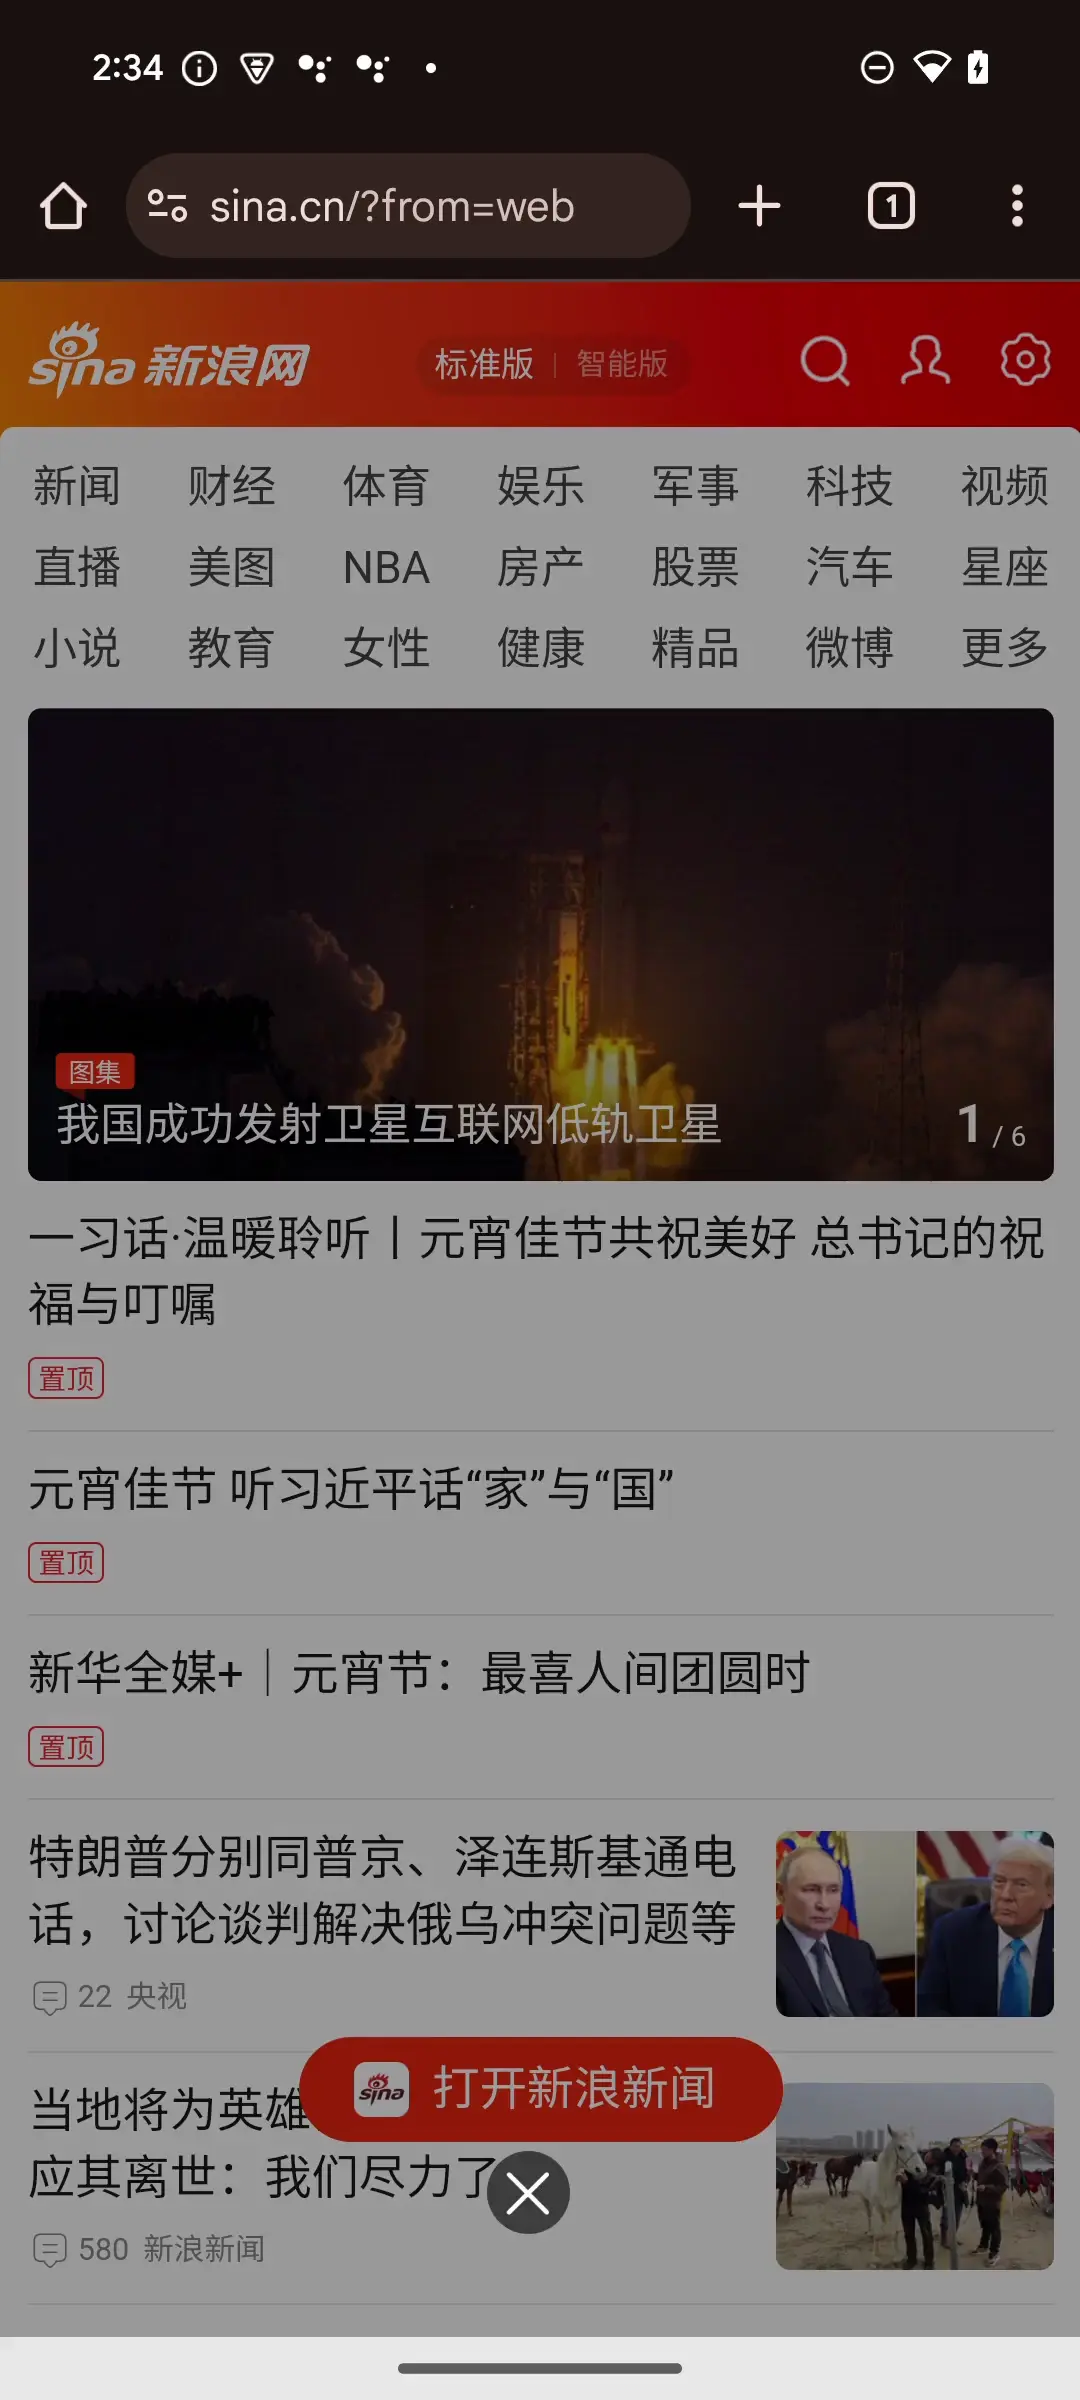 2:34
sina.cn/?from=web
1
sina 新浪网
标准版 | 智能版
新闻 财经 体育 娱乐 军事 科技 视频
直播 美图 NBA 房产 股票 汽车 星座
小说 教育 女性 健康 精品 微博 更多
图集
我国成功发射卫星互联网低轨卫星
1 / 6
一习话·温暖聆听丨元宵佳节共祝美好 总书记的祝
福与叮嘱
置顶
元宵佳节 听习近平话“家”与“国”
置顶
新华全媒+｜元宵节：最喜人间团圆时
置顶
特朗普分别同普京、泽连斯基通电
话，讨论谈判解决俄乌冲突问题等
22 央视
当地将为英雄
sina 打开新浪新闻
应其离世：我们尽力了
580 新浪新闻